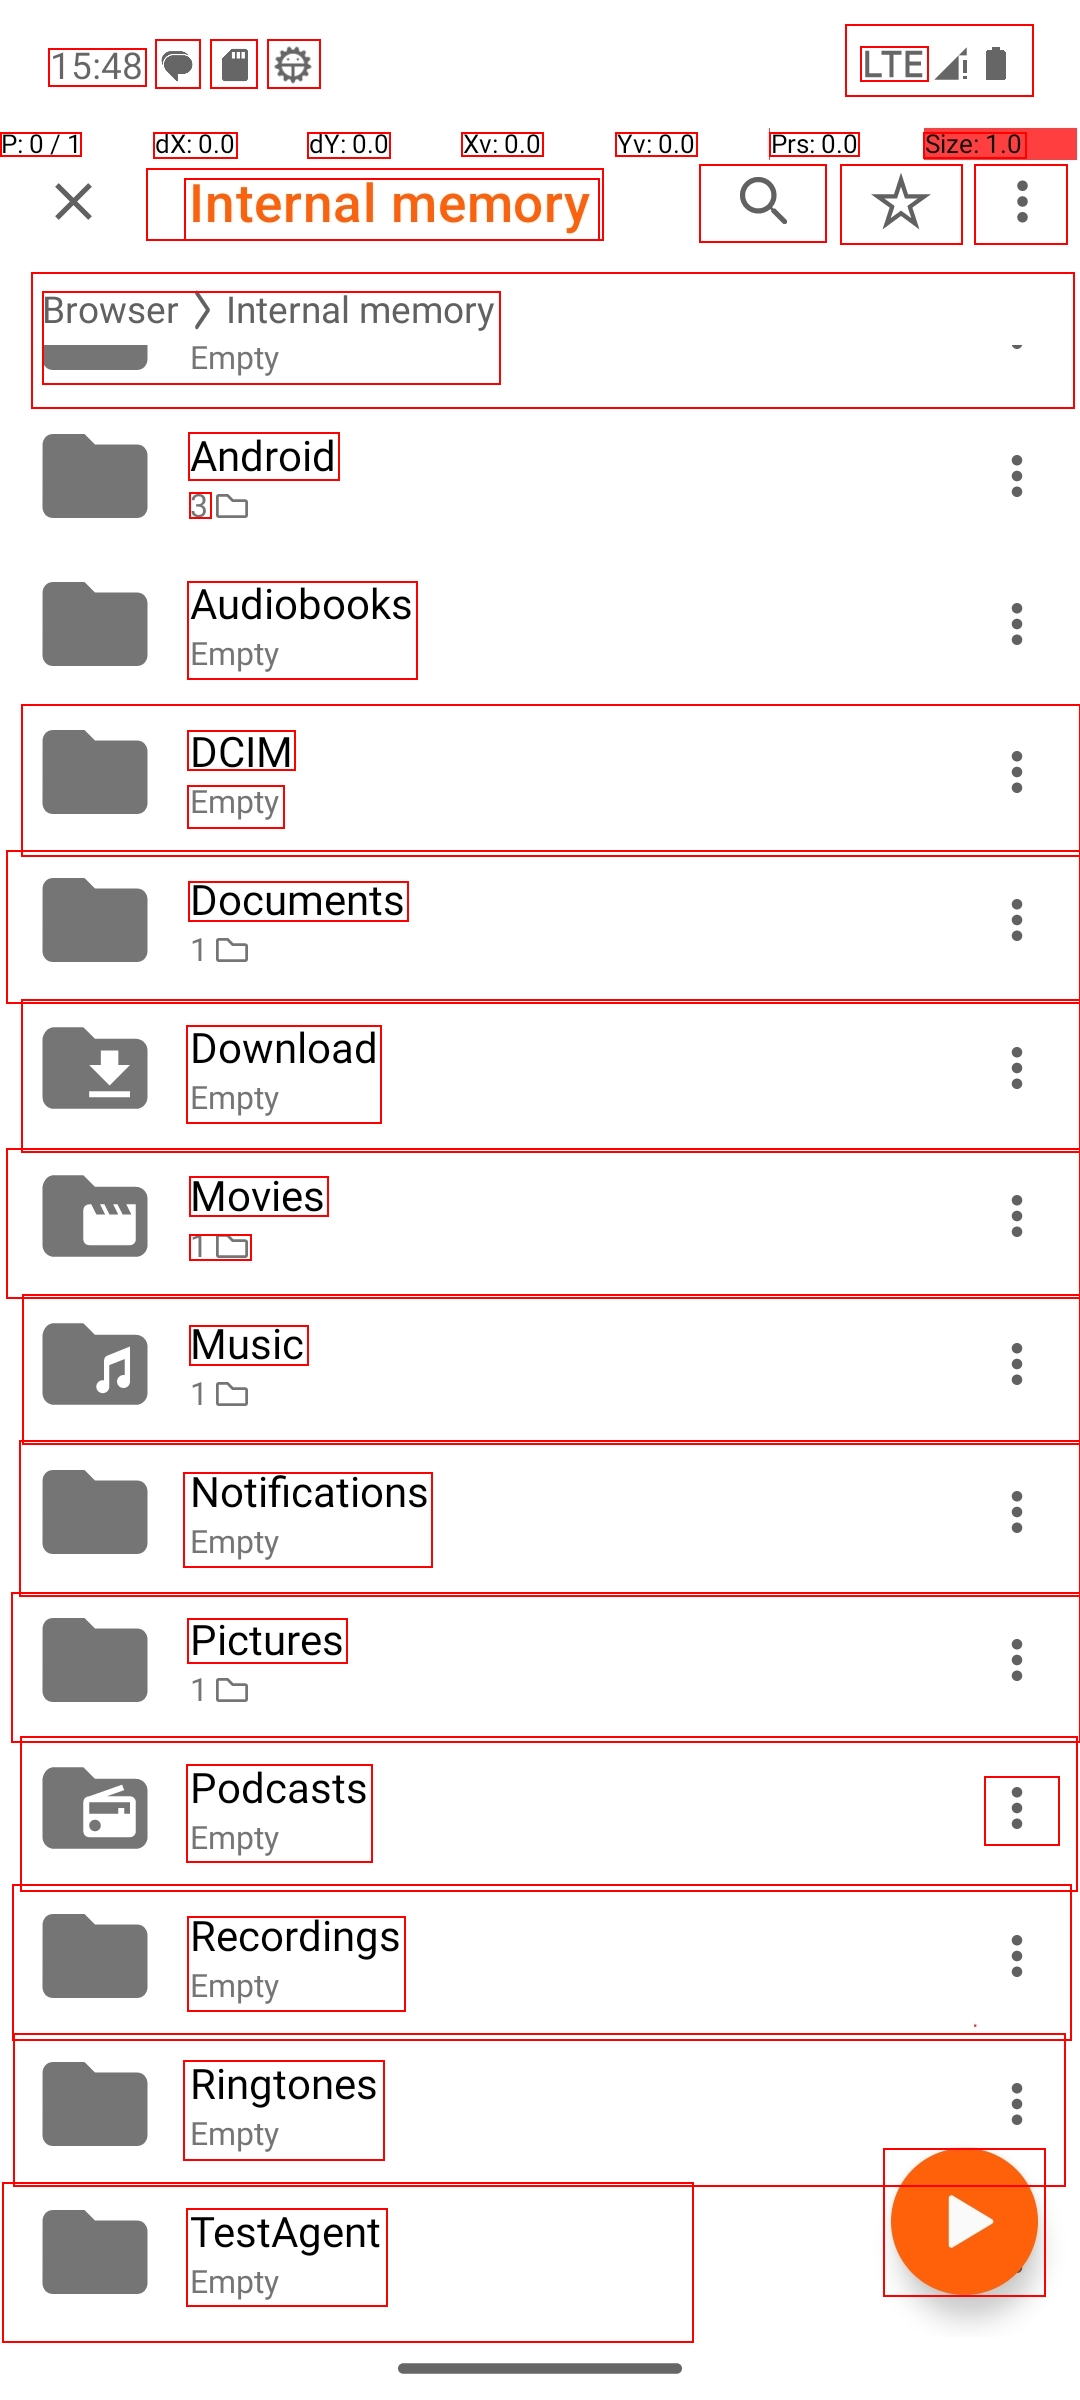 15:48
LTE
P: 0 / 1
dX: 0.0
dY: 0.0
Xv: 0.0
Yv: 0.0
Prs: 0.0
Size: 1.0
Internal memory
Browser
Internal memory
Empty
Android
3
Audiobooks
Empty
DCIM
Empty
Documents
1
Download
Empty
Movies
1
Music
1
Notifications
Empty
Pictures
1
Podcasts
Empty
Recordings
Empty
Ringtones
Empty
TestAgent
Empty